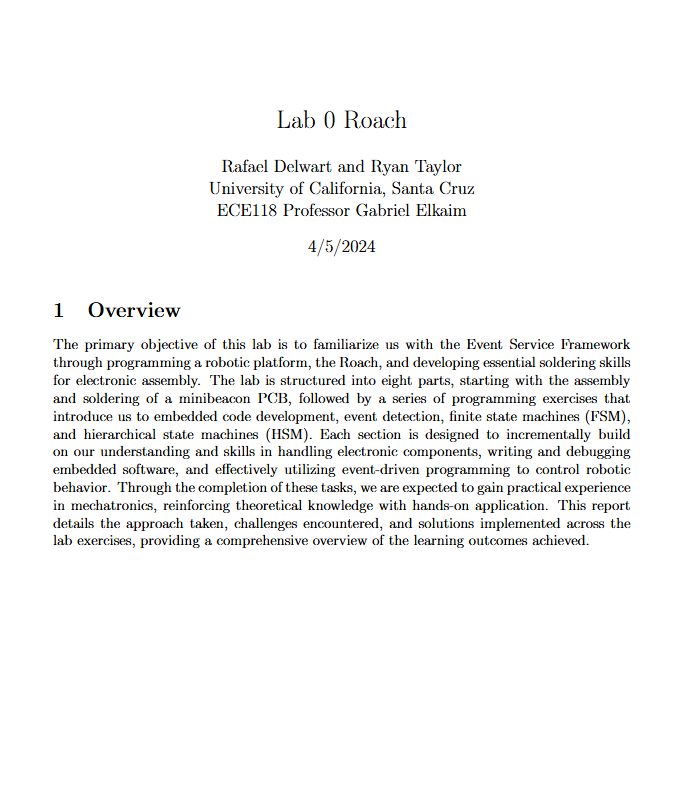 Lab 0 Roach
Rafael Delwart and Ryan Taylor
University of California, Santa Cruz
ECE118 Professor Gabriel Elkaim
4/5/2024
1 Overview
The primary objective of this lab is to familiarize us with the Event Service Framework
through programming a robotic platform, the Roach, and developing essential soldering skills
for electronic assembly. The lab is structured into eight parts, starting with the assembly
and soldering of a minibeacon PCB, followed by a series of programming exercises that
introduce us to embedded code development, event detection, finite state machines (FSM),
and hierarchical state machines (HSM). Each section is designed to incrementally build
on our understanding and skills in handling electronic components, writing and debugging
embedded software, and effectively utilizing event-driven programming to control robotic
behavior. Through the completion of these tasks, we are expected to gain practical experience
in mechatronics, reinforcing theoretical knowledge with hands-on application. This report
details the approach taken, challenges encountered, and solutions implemented across the
lab exercises, providing a comprehensive overview of the learning outcomes achieved.